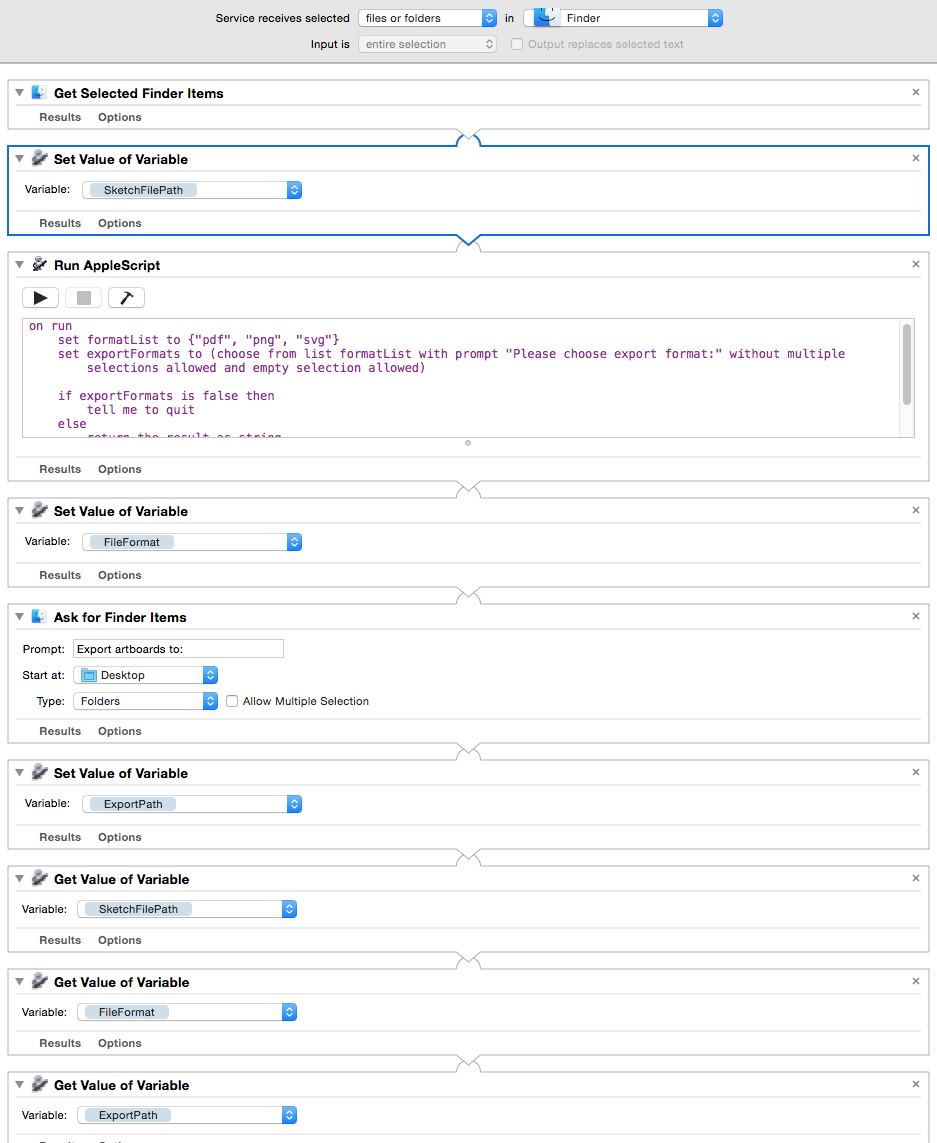 Service receives selected files or folders in Finder
Input is entire selection Output replaces selected text
Get Selected Finder Items
Results Options
Set Value of Variable
Variable: SketchFilePath
Results Options
Run AppleScript
on run
set formatList to {"pdf", "png", "svg"}
set exportFormats to (choose from list formatList with prompt "Please choose export format:" without multiple
selections allowed and empty selection allowed)
if exportFormats is false then
tell me to quit
else
return the result as string
Results Options
Set Value of Variable
Variable: FileFormat
Results Options
Ask for Finder Items
Prompt: Export artboards to:
Start at: Desktop
Type: Folders Allow Multiple Selection
Results Options
Set Value of Variable
Variable: ExportPath
Results Options
Get Value of Variable
Variable: SketchFilePath
Results Options
Get Value of Variable
Variable: FileFormat
Results Options
Get Value of Variable
Variable: ExportPath